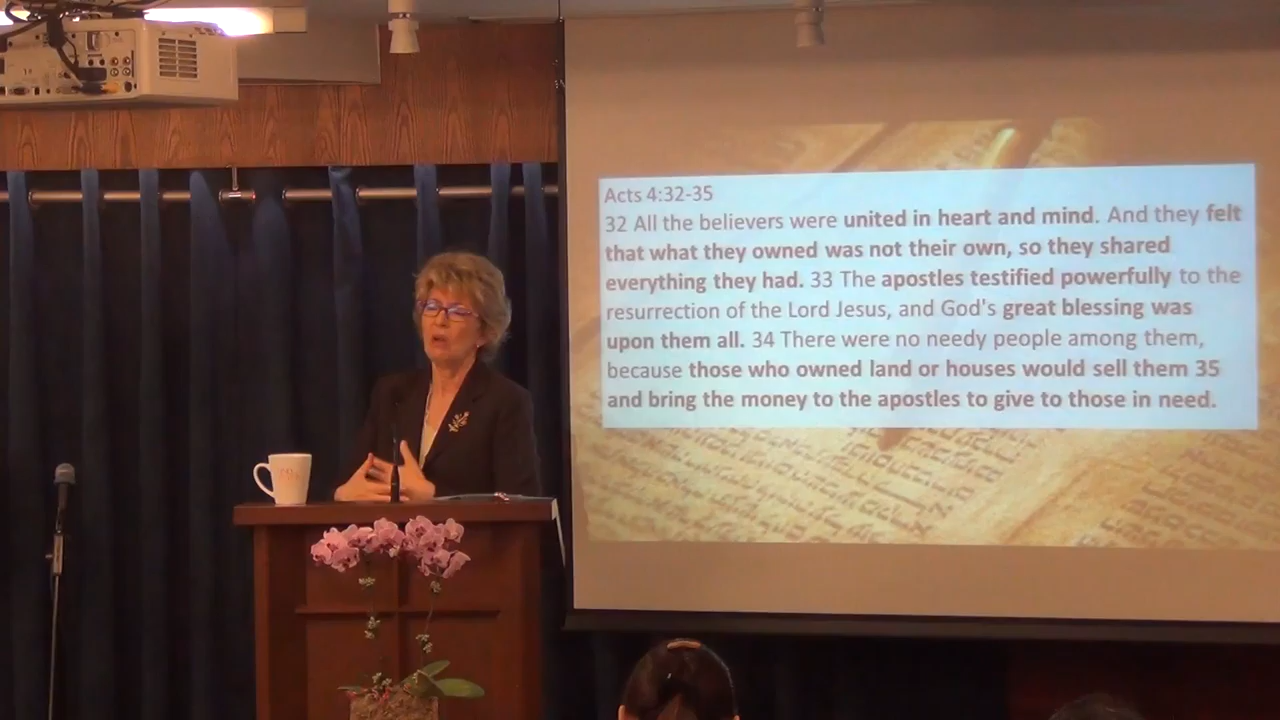 Acts 4:32-35
32 All the believers were united in heart and mind. And they felt
that what they owned was not their own, so they shared
everything they had. 33 The apostles testified powerfully to the
resurrection of the Lord Jesus, and God's great blessing was
upon them all. 34 There were no needy people among them,
because those who owned land or houses would sell them 35
and bring the money to the apostles to give to those in need.